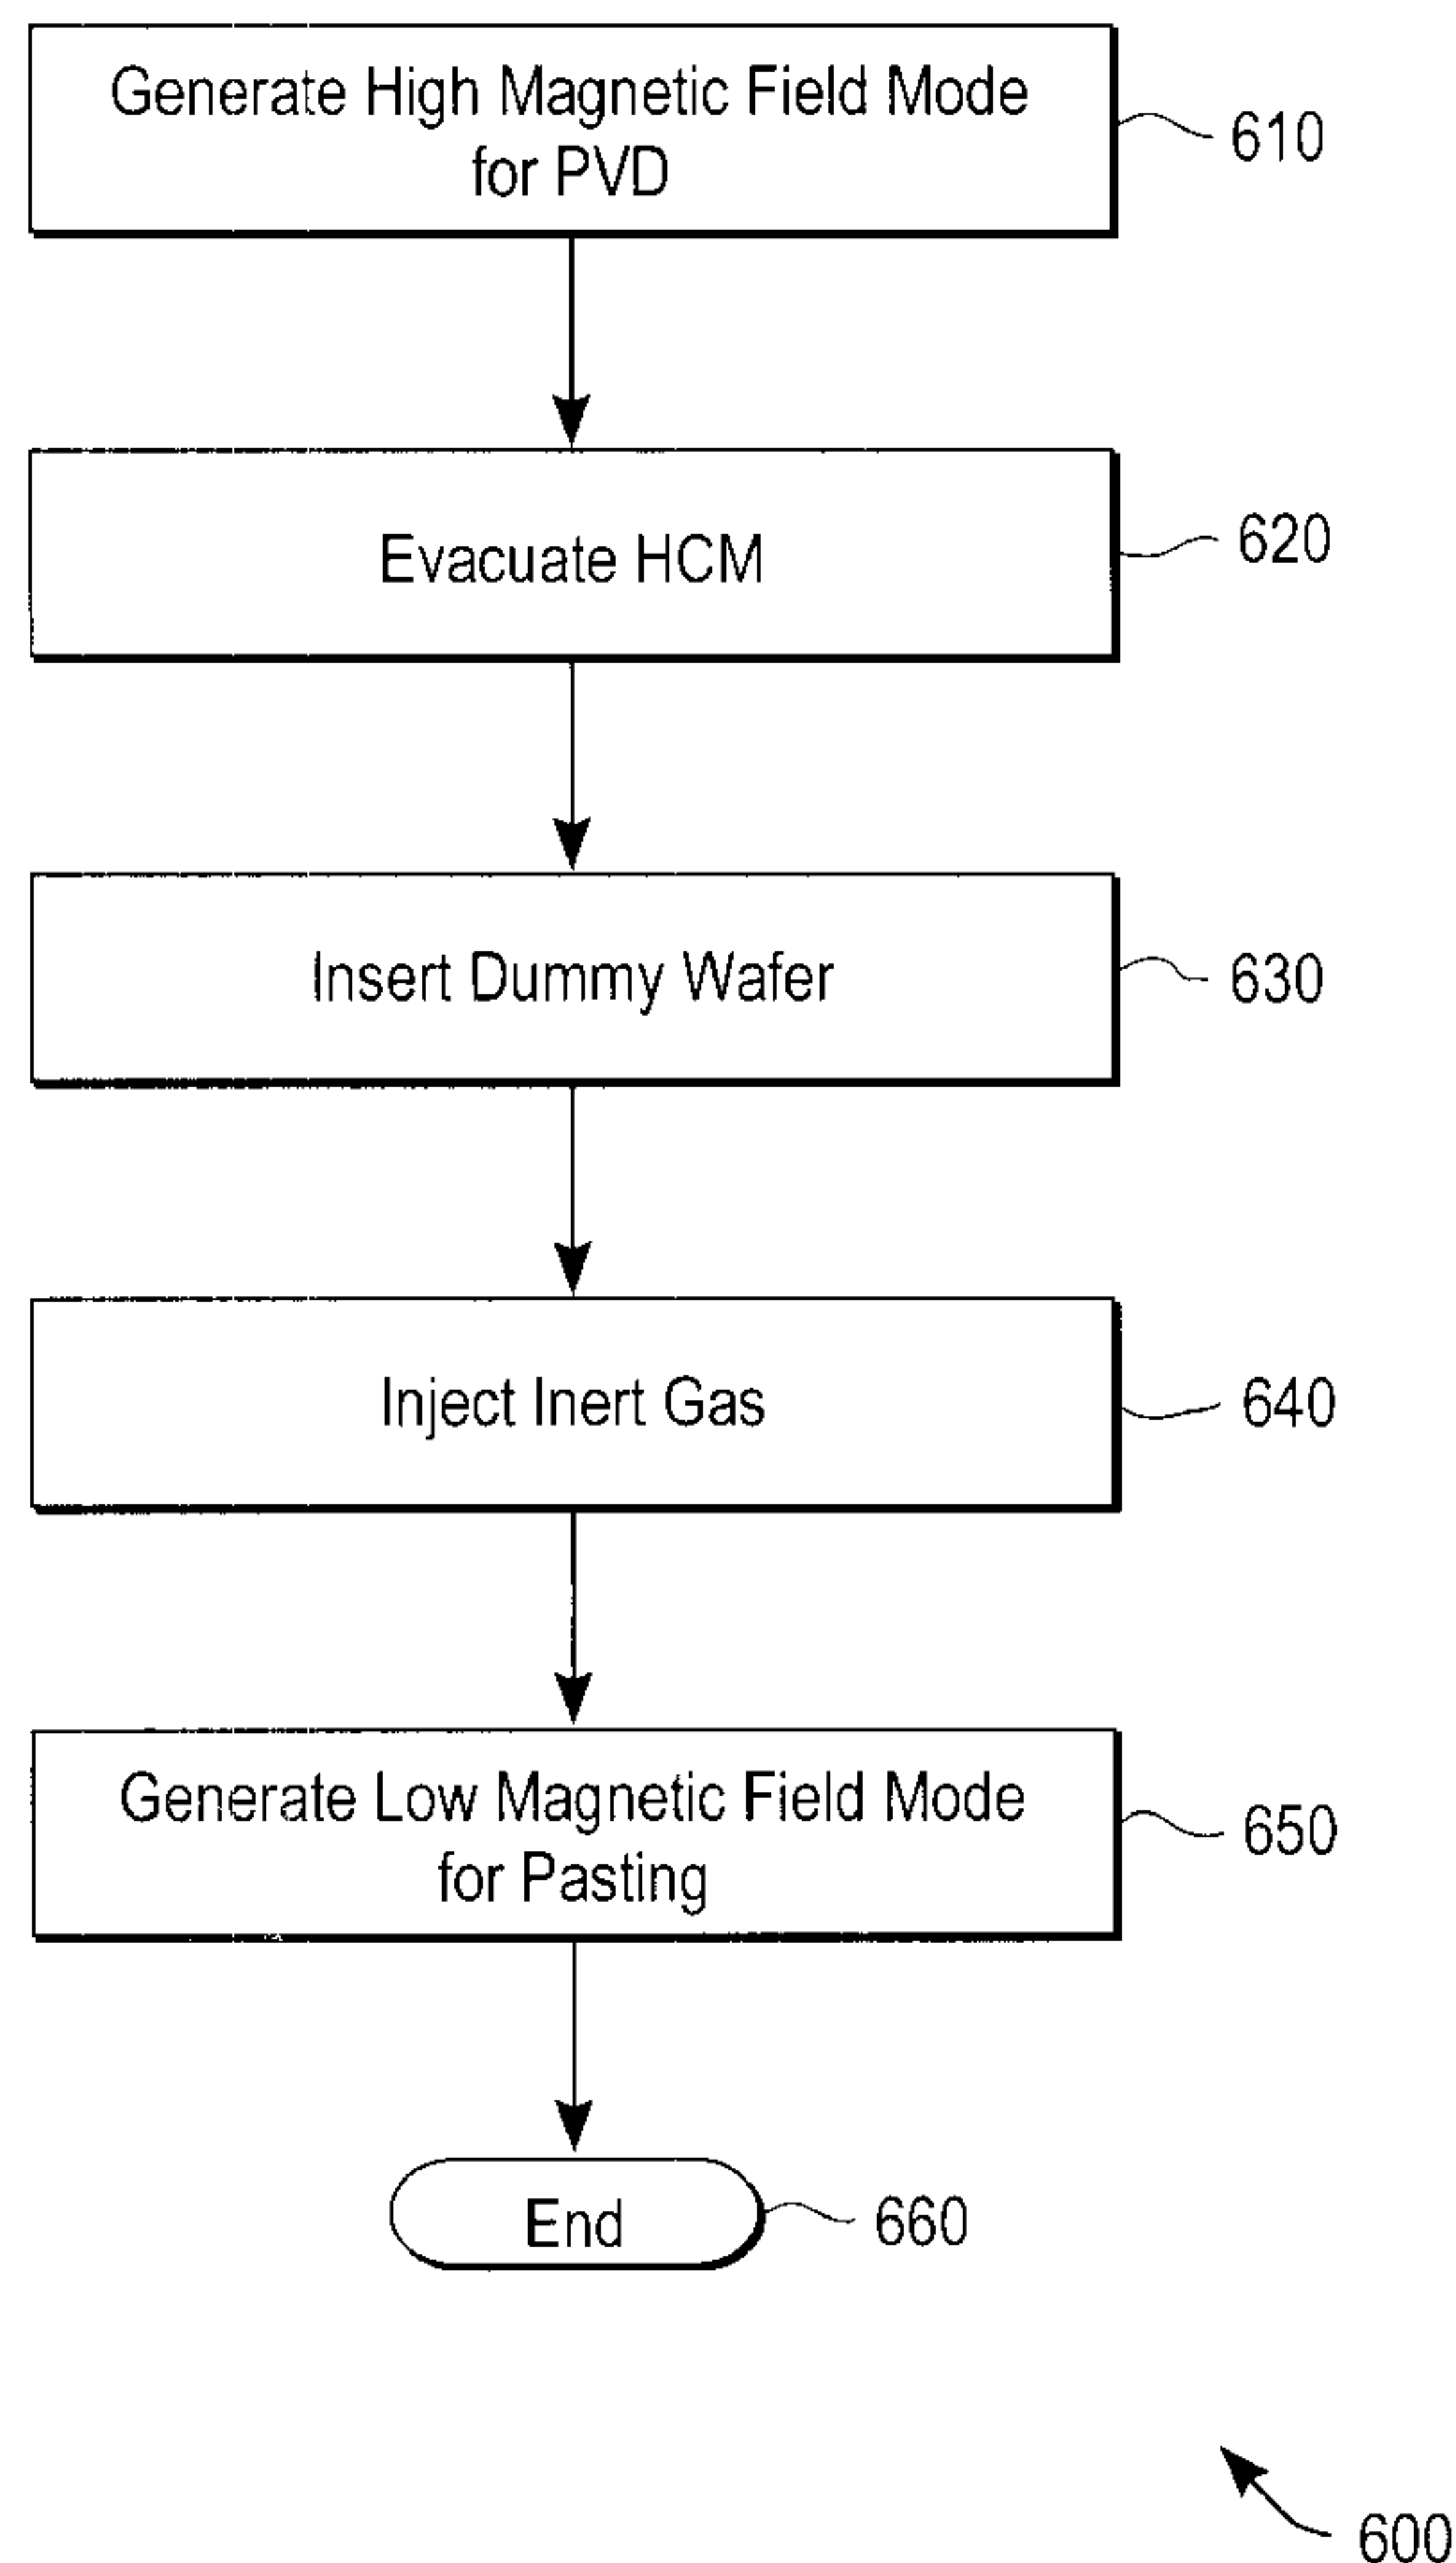 Generate High Magnetic Field Mode
for PVD
610
Evacuate HCM
620
Insert Dummy Wafer
630
Inject Inert Gas
640
Generate Low Magnetic Field Mode
for Pasting
650
End
660
600